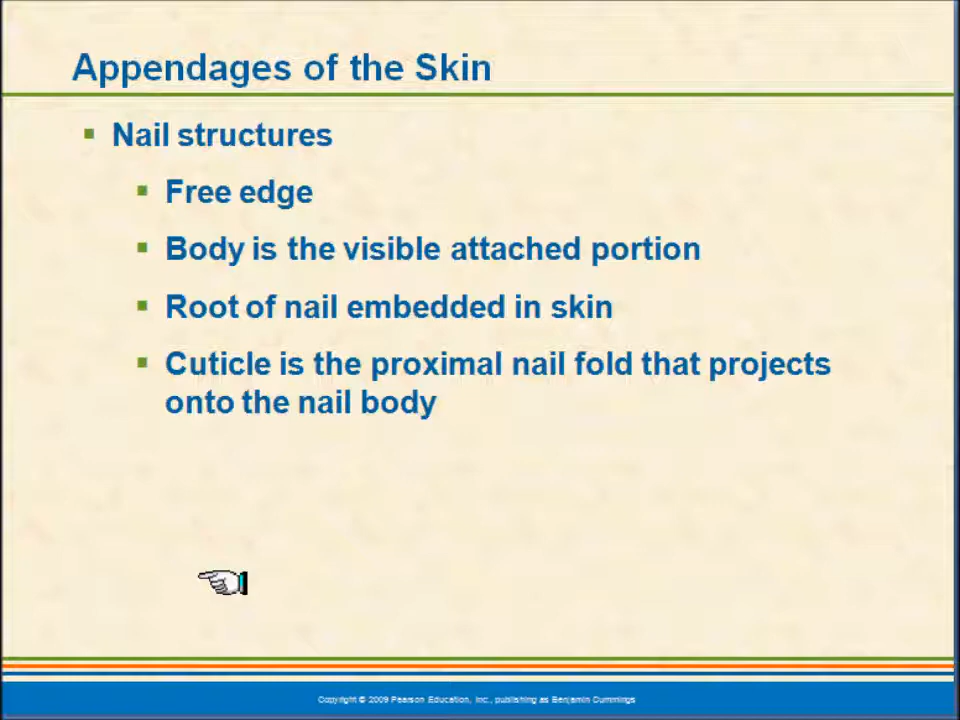 Appendages of the Skin
Nail structures
Free edge
Body is the visible attached portion
Root of nail embedded in skin
Cuticle is the proximal nail fold that projects
onto the nail body
Copyright © 2009 Pearson Education, Inc., publishing as Benjamin Cummings